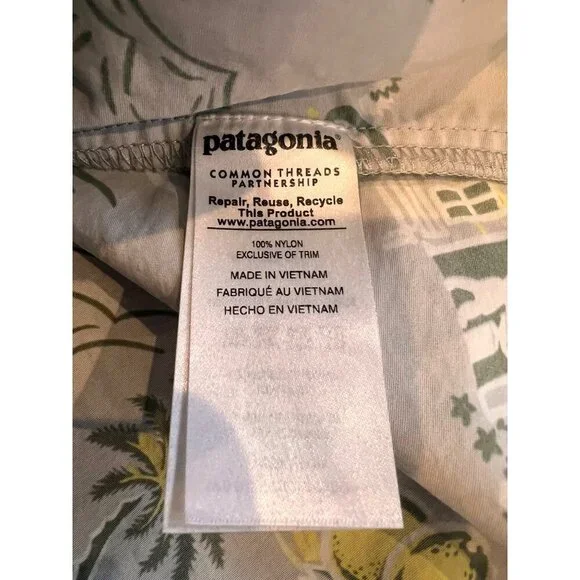 patagonia®
COMMON THREADS
PARTNERSHIP
Repair, Reuse, Recycle
This Product
www.patagonia.com
100% NYLON
EXCLUSIVE OF TRIM
MADE IN VIETNAM
FABRIQUÉ AU VIETNAM
HECHO EN VIETNAM